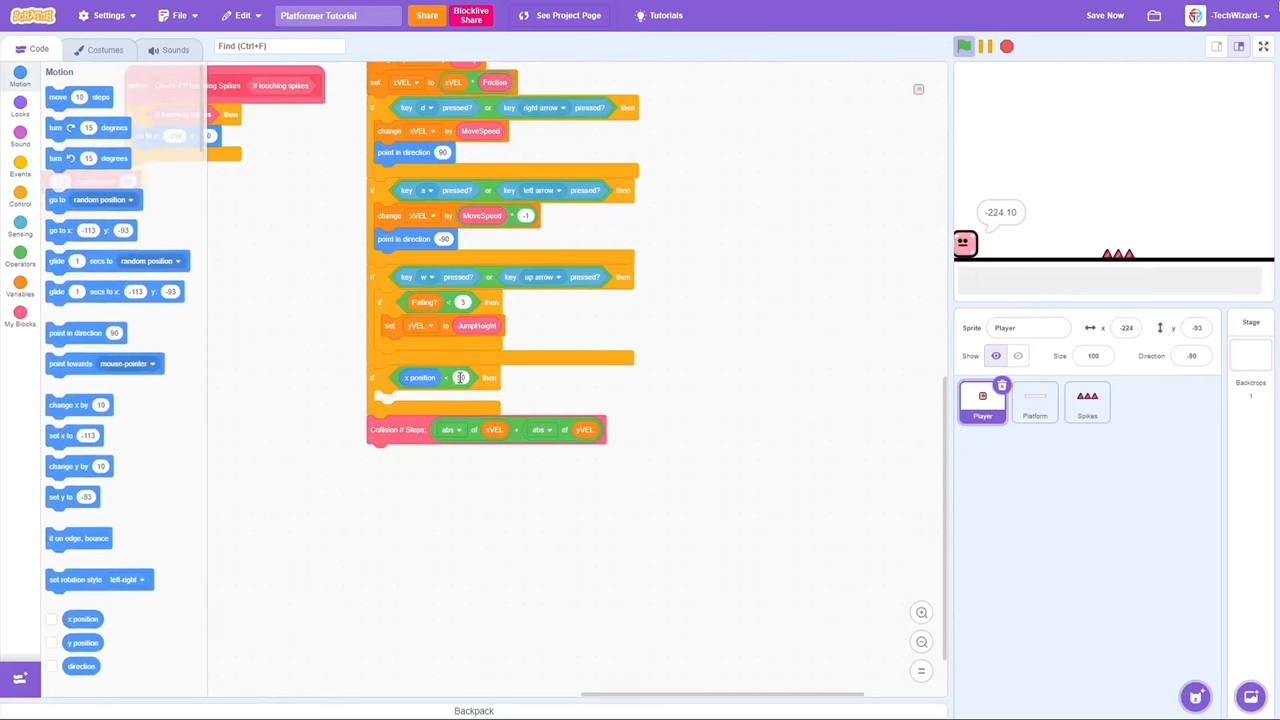 SCRATCH Settings File Edit Platformer Tutorial Share Blocklive Share See Project Page Tutorials Save Now -TechWizard-
Code Costumes Sounds Find (Ctrl+F)
Motion
Looks
Sound
Events
Control
Sensing
Operators
Variables
My Blocks
Motion
move 10 steps
turn 15 degrees
turn 15 degrees
go to random position
go to x: -113 y: -93
glide 1 secs to random position
glide 1 secs to x: -113 y: -93
point in direction 90
point towards mouse-pointer
change x by 10
set x to -113
change y by 10
set y to -93
if on edge, bounce
set rotation style left-right
x position
y position
direction
Check if touching Spikes If touching spikes
then
set xVEL to xVEL * Friction
if key d pressed? or key right arrow pressed? then
change xVEL by MoveSpeed
point in direction 90
if key a pressed? or key left arrow pressed? then
change xVEL by MoveSpeed * -1
point in direction -90
if key w pressed? or key up arrow pressed? then
if Falling? < 3 then
set yVEL to JumpHeight
if x position < then
Collision // Steps: abs of xVEL + abs of yVEL
-224.10
Sprite Player x -224 y -93
Show Size 100 Direction -90
Player Platform Spikes
Stage
Backdrops
1
Backpack